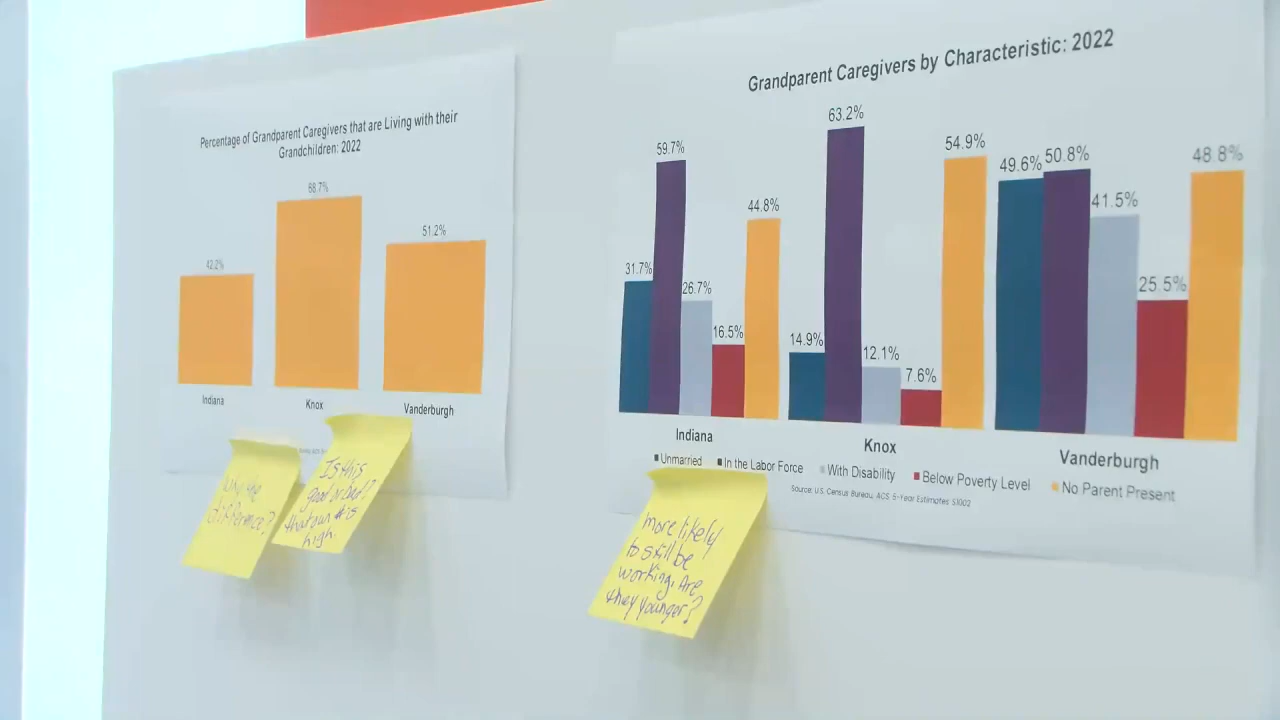 Percentage of Grandparent Caregivers that are Living with their
Grandchildren: 2022
42.2%
68.7%
51.2%
Indiana
Knox
Vanderburgh
Why the
difference?
Is this
good or bad?
that our # is
high.
Grandparent Caregivers by Characteristic: 2022
31.7%
59.7%
26.7%
16.5%
44.8%
14.9%
63.2%
12.1%
7.6%
54.9%
49.6%
50.8%
41.5%
25.5%
48.8%
Indiana
Knox
Vanderburgh
Unmarried In the Labor Force With Disability Below Poverty Level No Parent Present
Source: U.S. Census Bureau, ACS 5-Year Estimates S1002
more likely
to still be
working, Are
they younger?